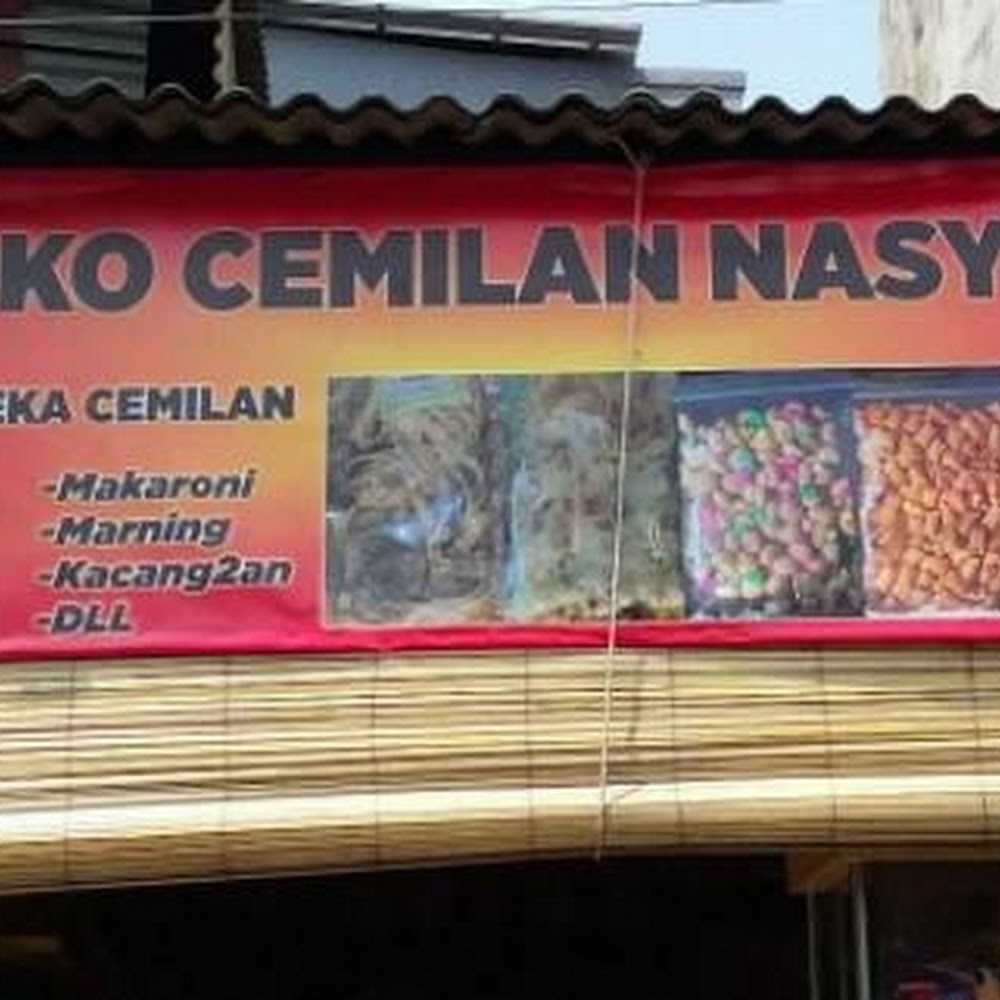 KO CEMILAN NASY
EKA CEMILAN
-Makaroni
-Marning
-Kacang2an
-DLL